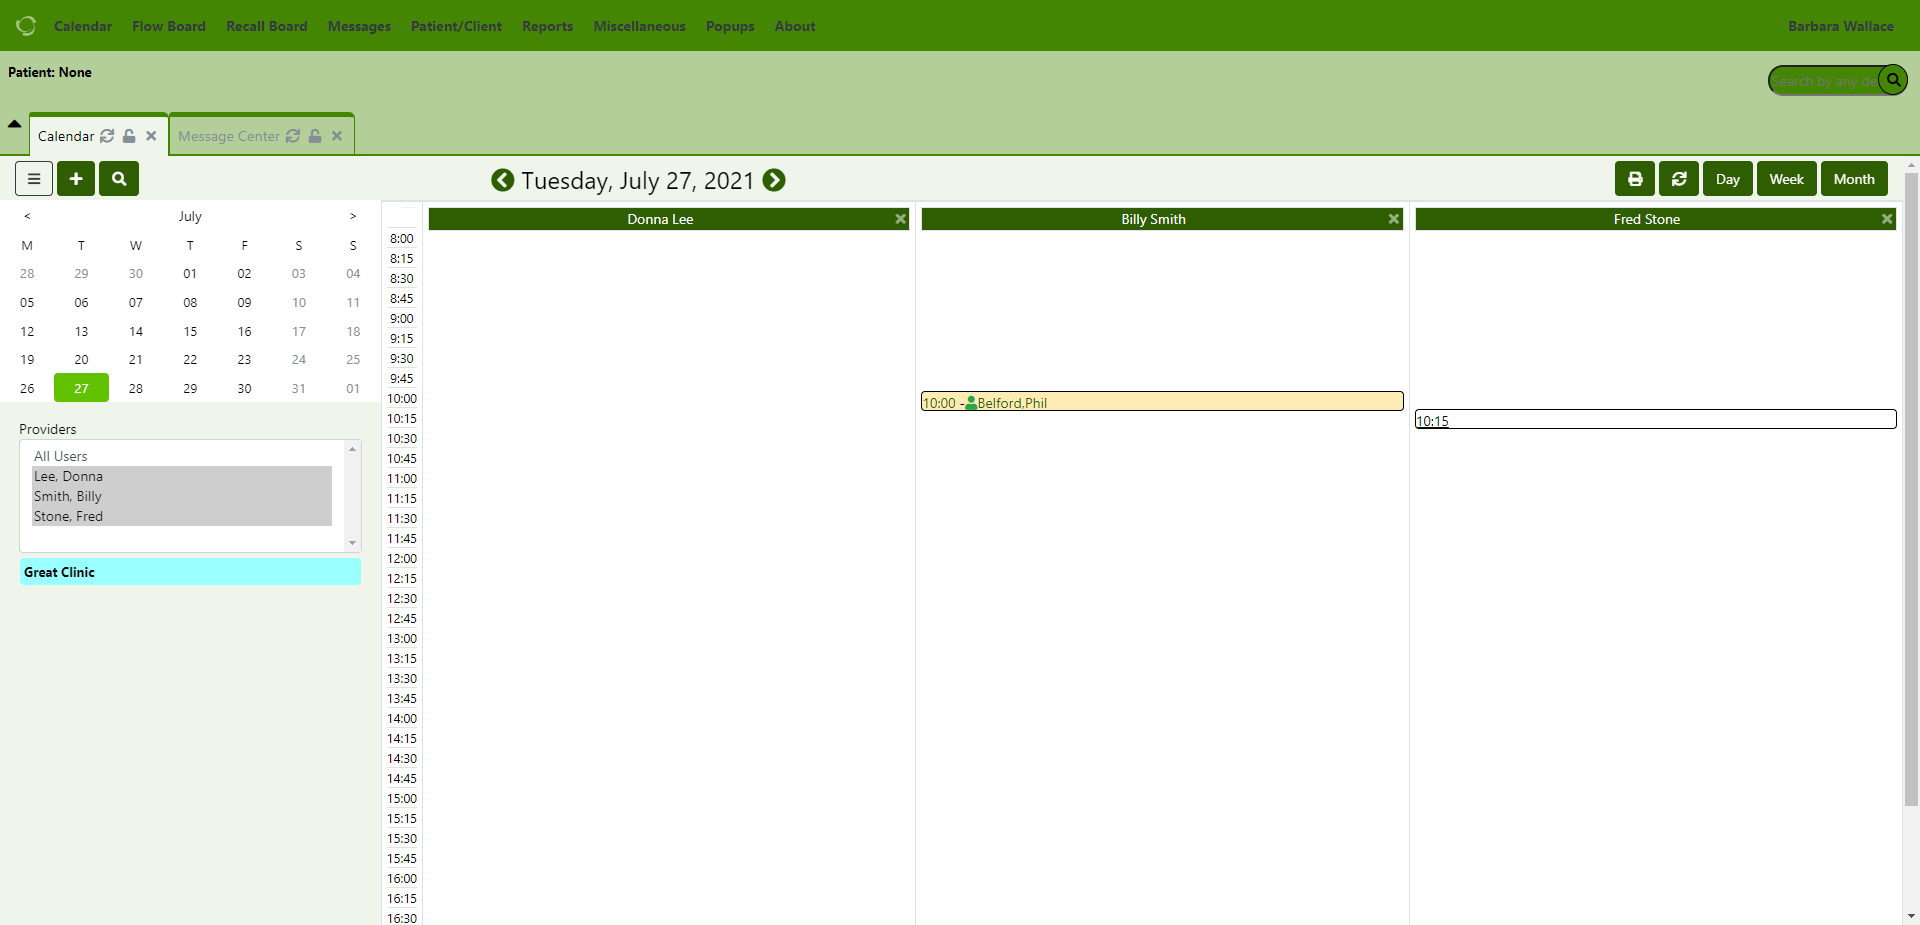 Calendar Flow Board Recall Board Messages Patient/Client Reports Miscellaneous Popups About Barbara Wallace
Patient: None
Search by any de
Calendar Message Center
Tuesday, July 27, 2021 Day Week Month
< July >
M T W T F S S
28 29 30 01 02 03 04
05 06 07 08 09 10 11
12 13 14 15 16 17 18
19 20 21 22 23 24 25
26 27 28 29 30 31 01
Providers
All Users
Lee, Donna
Smith, Billy
Stone, Fred
Great Clinic
Donna Lee Billy Smith Fred Stone
8:00
8:15
8:30
8:45
9:00
9:15
9:30
9:45
10:00
10:15
10:30
10:45
11:00
11:15
11:30
11:45
12:00
12:15
12:30
12:45
13:00
13:15
13:30
13:45
14:00
14:15
14:30
14:45
15:00
15:15
15:30
15:45
16:00
16:15
16:30
10:00 -Belford,Phil
10:15